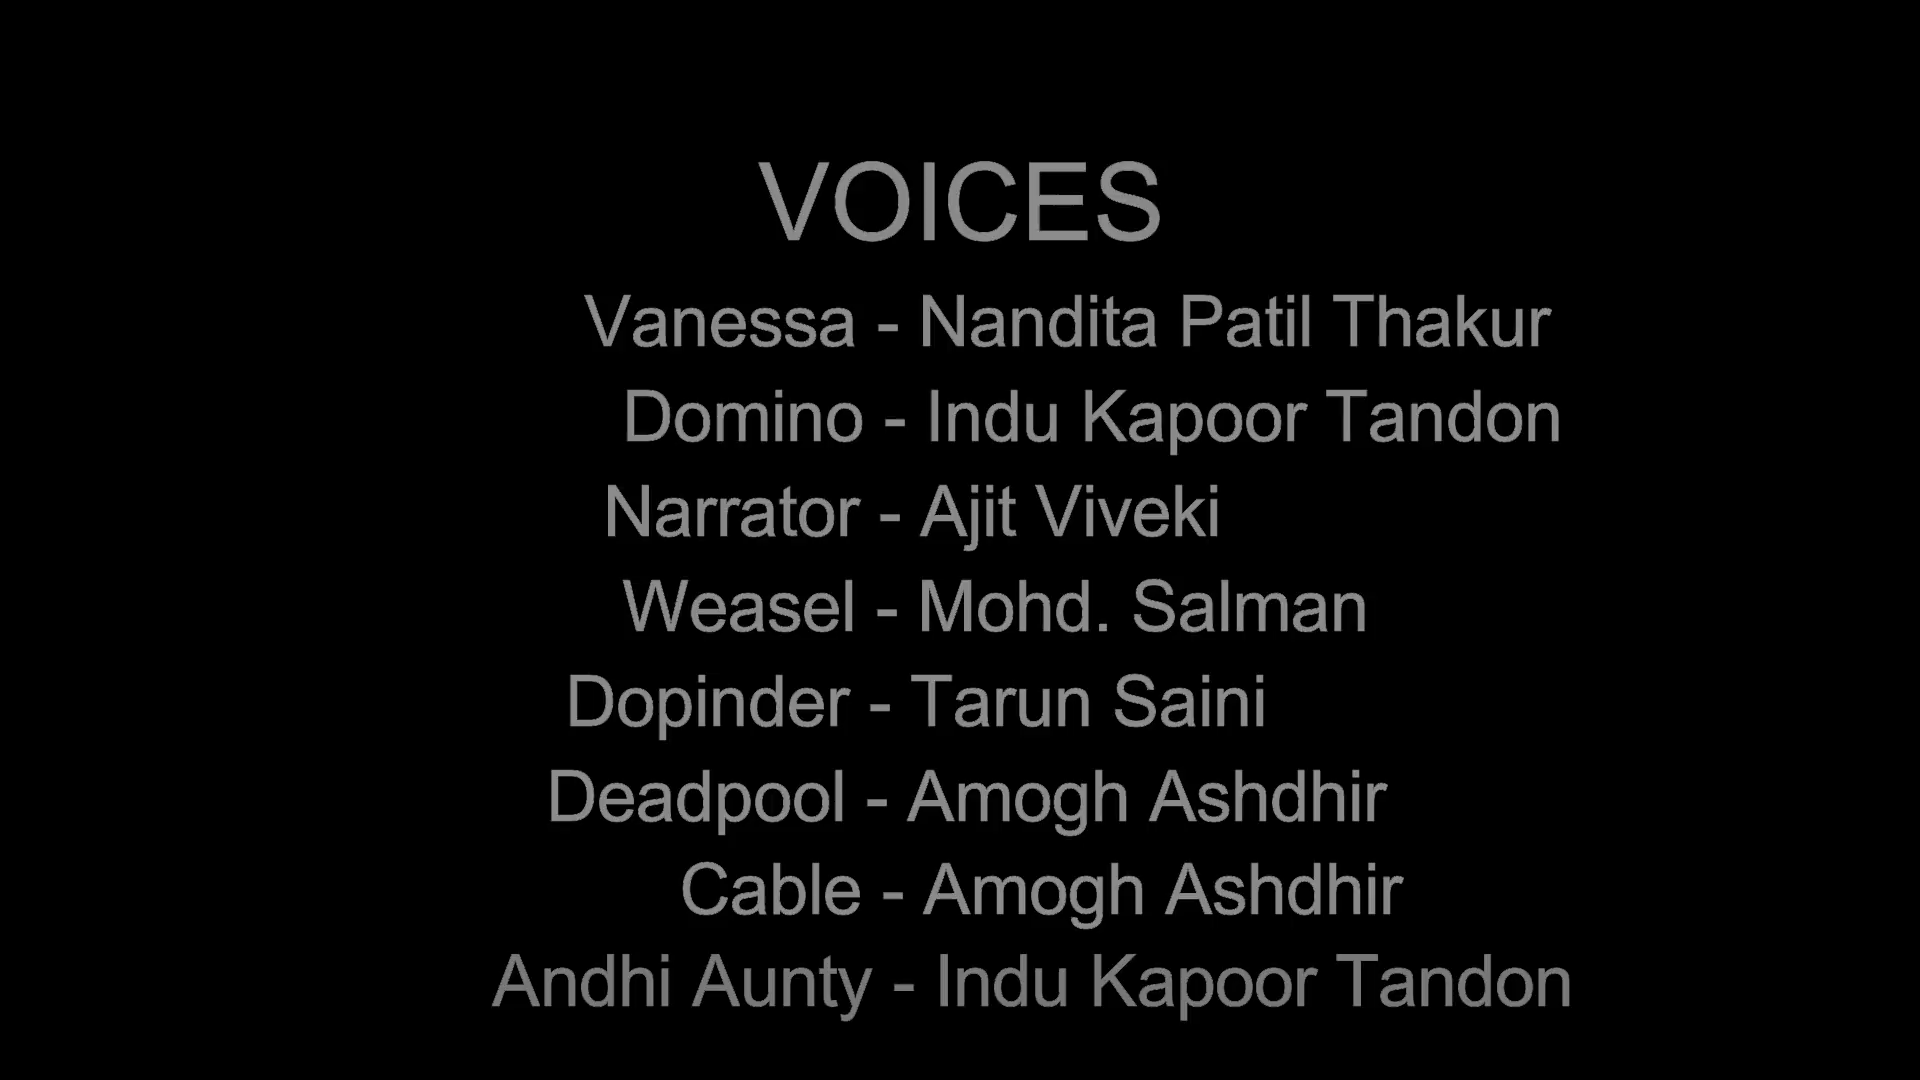 VOICES
Vanessa - Nandita Patil Thakur
Domino - Indu Kapoor Tandon
Narrator - Ajit Viveki
Weasel - Mohd. Salman
Dopinder - Tarun Saini
Deadpool - Amogh Ashdhir
Cable - Amogh Ashdhir
Andhi Aunty - Indu Kapoor Tandon